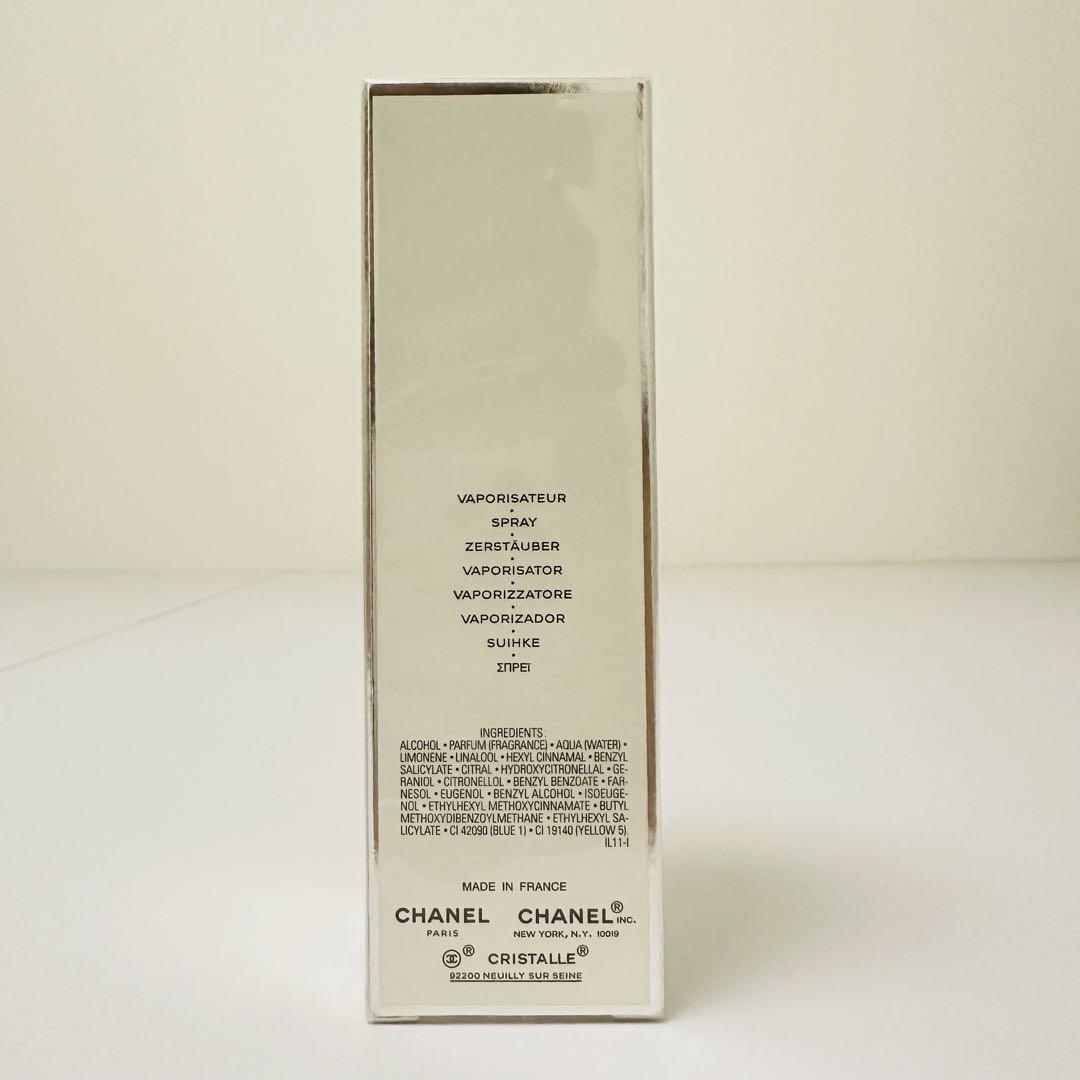 VAPORISATEUR
•
SPRAY
•
ZERSTÄUBER
•
VAPORISATOR
•
VAPORIZZATORE
•
VAPORIZADOR
•
SUIHKE
•
ΣΠΡΕΪ
INGREDIENTS:
ALCOHOL • PARFUM (FRAGRANCE) • AQUA (WATER) •
LIMONENE • LINALOOL • HEXYL CINNAMAL • BENZYL
SALICYLATE • CITRAL • HYDROXYCITRONELLAL • GE-
RANIOL • CITRONELLOL • BENZYL BENZOATE • FAR-
NESOL • EUGENOL • BENZYL ALCOHOL • ISOEUGE-
NOL • ETHYLHEXYL METHOXYCINNAMATE • BUTYL
METHOXYDIBENZOYLMETHANE • ETHYLHEXYL SA-
LICYLATE • CI 42090 (BLUE 1) • CI 19140 (YELLOW 5).
IL11-I
MADE IN FRANCE
CHANEL CHANEL® INC.
PARIS NEW YORK, N.Y. 10019
® CRISTALLE®
92200 NEUILLY SUR SEINE